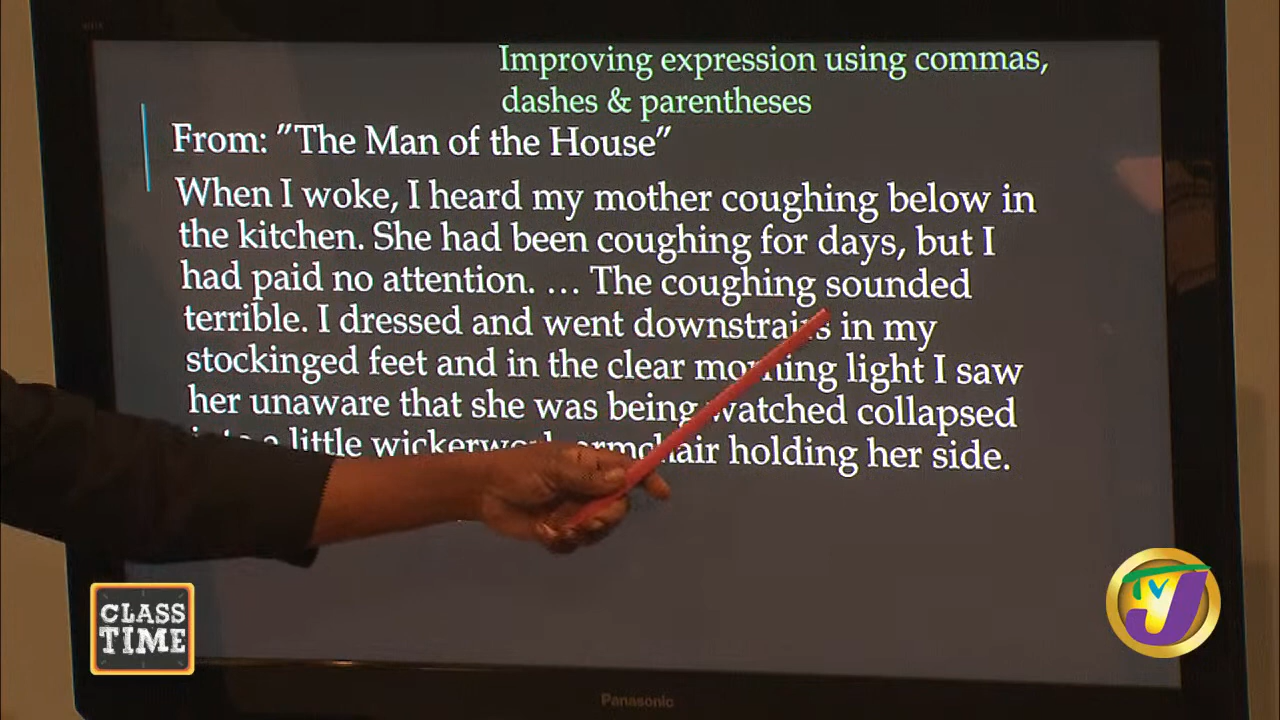 Improving expression using commas,
dashes & parentheses
From: ”The Man of the House”
When I woke, I heard my mother coughing below in
the kitchen. She had been coughing for days, but I
had paid no attention. … The coughing sounded
terrible. I dressed and went downstairs in my
stockinged feet and in the clear morning light I saw
her unaware that she was being watched collapsed
into a little wickerwork armchair holding her side.
CLASS
TIME
TVJ
Panasonic